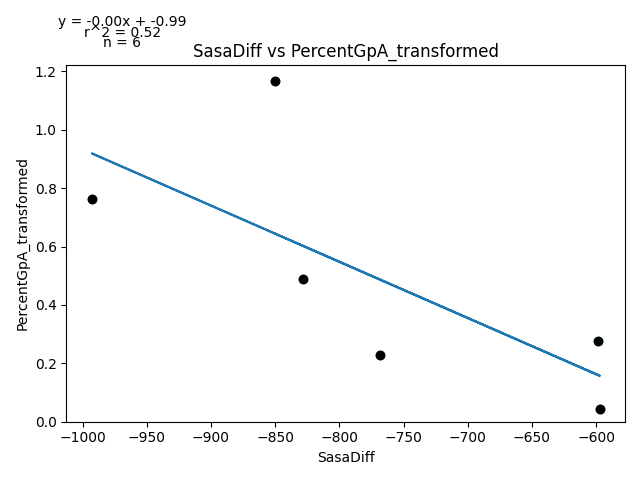 y = -0.00x + -0.99
r^2 = 0.52
n = 6
SasaDiff vs PercentGpA_transformed
1.2
1.0
0.8
0.6
0.4
0.2
0.0
PercentGpA_transformed
−1000 −950 −900 −850 −800 −750 −700 −650 −600
SasaDiff